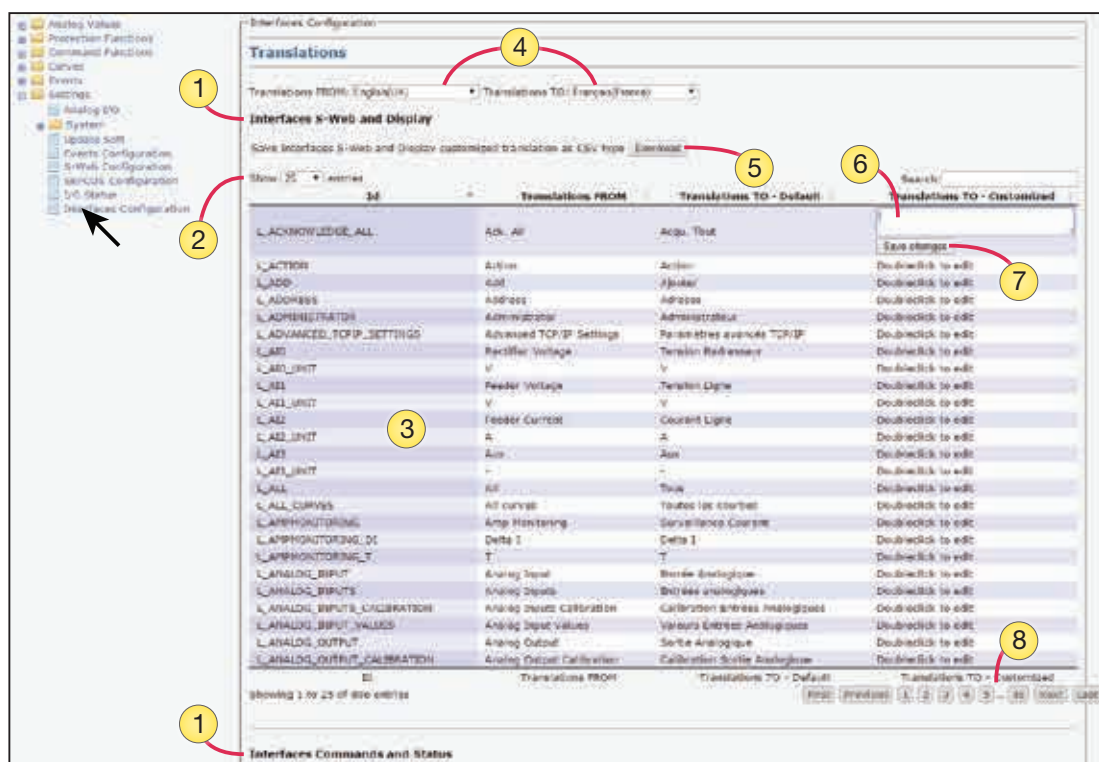 Analog Values
Protection Functions
Command Functions
Curves
Events
Settings
Analog I/O
System
Update Soft
Events Configuration
S-Web Configuration
SEPCOS Configuration
I/O Status
Interfaces Configuration
Interfaces Configuration
Translations
4
1
Translations FROM: English(UK) Translations TO: Français(France)
Interfaces S-Web and Display
Save Interfaces S-Web and Display customized translation as CSV type Download
5
6
Show 25 entries Search:
Id Translations FROM Translations TO - Default Translations TO - Customized
2
L_ACKNOWLEDGE_ALL Ack. All Acqu. Tout
Save changes
7
L_ACTION Action Action Doubleclick to edit
L_ADD Add Ajouter Doubleclick to edit
L_ADDRESS Address Adresse Doubleclick to edit
L_ADMINISTRATOR Administrator Administrateur Doubleclick to edit
L_ADVANCED_TCPIP_SETTINGS Advanced TCP/IP Settings Paramètres avancés TCP/IP Doubleclick to edit
L_AI0 Rectifier Voltage Tension Redresseur Doubleclick to edit
L_AI0_UNIT V V Doubleclick to edit
L_AI1 Feeder Voltage Tension Ligne Doubleclick to edit
L_AI1_UNIT V V Doubleclick to edit
L_AI2 Feeder Current Courant Ligne Doubleclick to edit
3
L_AI2_UNIT A A Doubleclick to edit
L_AI3 Aux Aux Doubleclick to edit
L_AI3_UNIT - - Doubleclick to edit
L_ALL All Tous Doubleclick to edit
L_ALL_CURVES All curves Toutes les courbes Doubleclick to edit
L_AMPMONITORING Amp Monitoring Surveillance Courant Doubleclick to edit
L_AMPMONITORING_DI Delta I Delta I Doubleclick to edit
L_AMPMONITORING_T T T Doubleclick to edit
L_ANALOG_INPUT Analog Input Entrée Analogique Doubleclick to edit
L_ANALOG_INPUTS Analog Inputs Entrées analogiques Doubleclick to edit
L_ANALOG_INPUTS_CALIBRATION Analog Inputs Calibration Calibration Entrées Analogiques Doubleclick to edit
L_ANALOG_INPUT_VALUES Analog Input Values Valeurs Entrées Analogiques Doubleclick to edit
L_ANALOG_OUTPUT Analog Output Sortie Analogique Doubleclick to edit
L_ANALOG_OUTPUT_CALIBRATION Analog Output Calibration Calibration Sortie Analogique Doubleclick to edit
8
Id Translations FROM Translations TO - Default Translations TO - Customized
Showing 1 to 25 of entries First Previous 1 2 3 4 5 Next Last
1
Interfaces Commands and Status